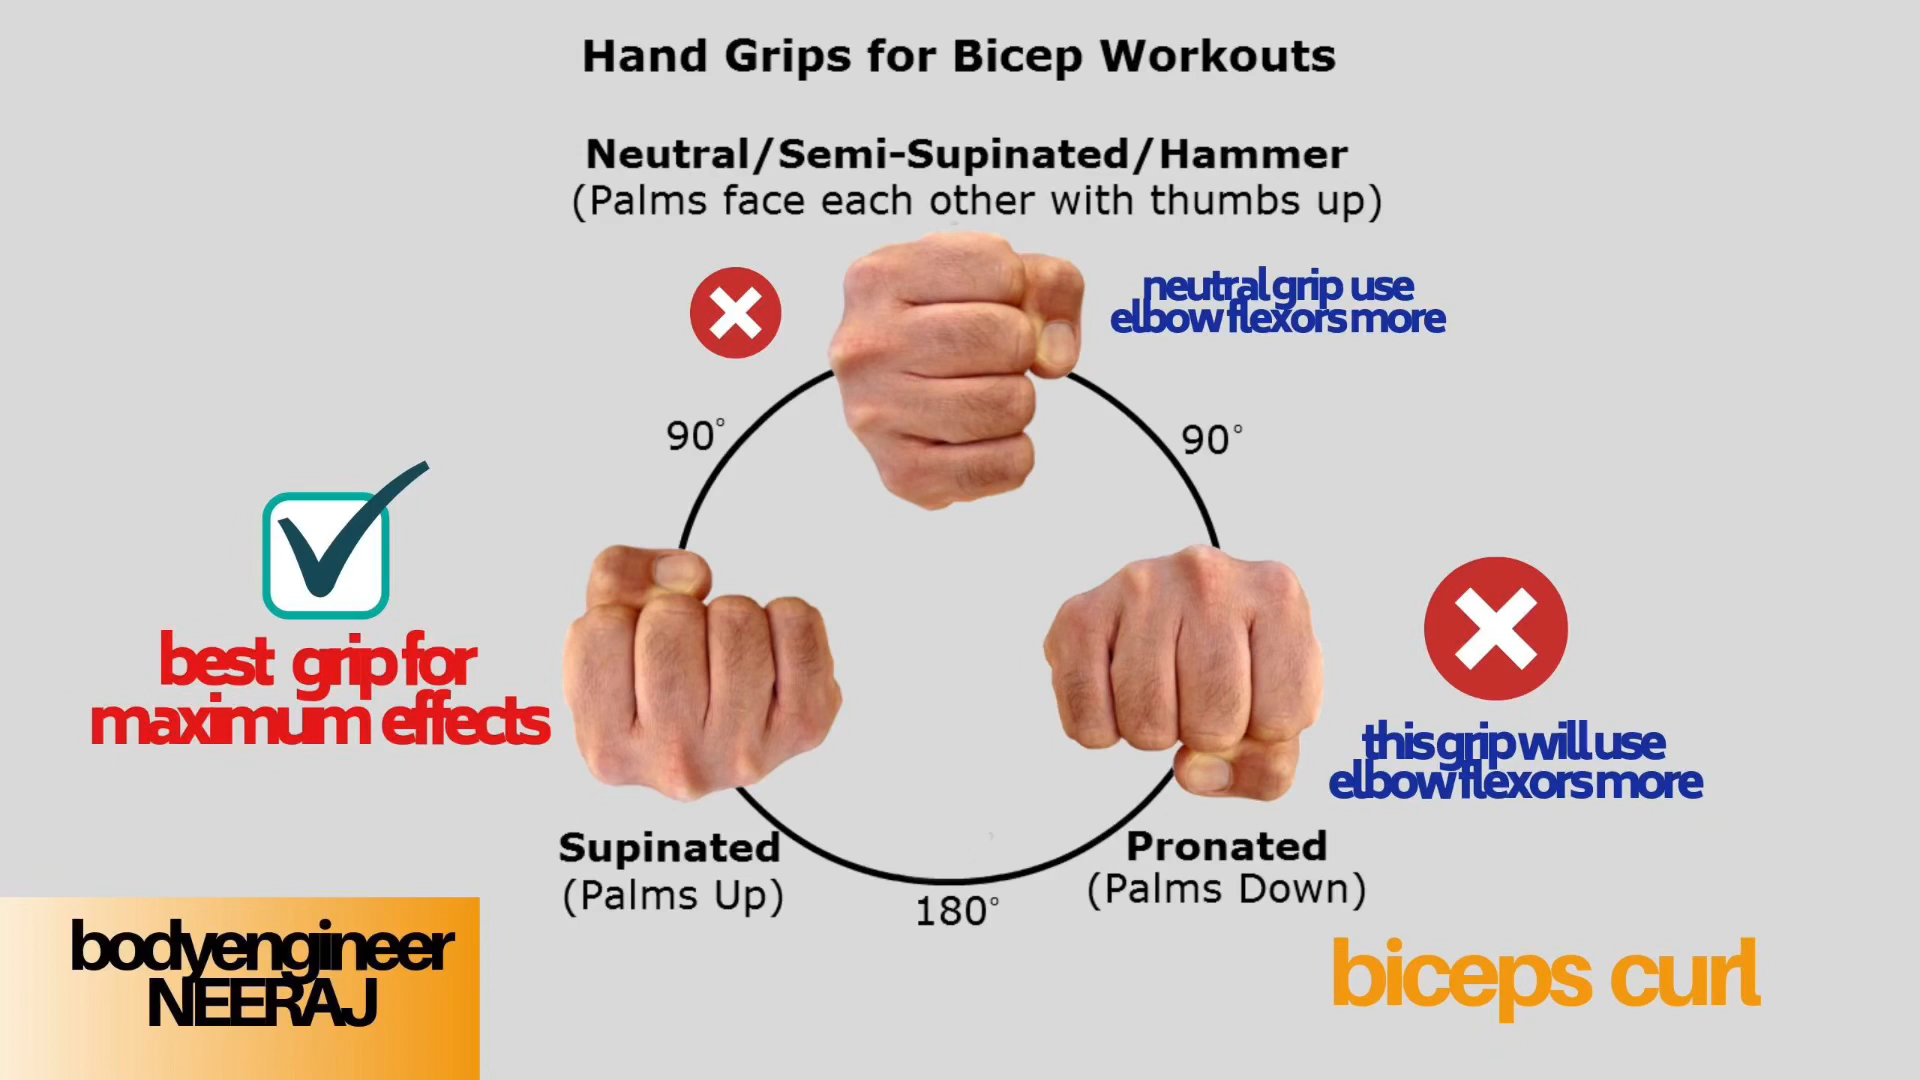 Hand Grips for Bicep Workouts
Neutral/Semi-Supinated/Hammer
(Palms face each other with thumbs up)
neutral grip use
elbow flexors more
90°
90°
best grip for
maximum effects
this grip will use
elbow flexors more
Supinated
(Palms Up)
Pronated
(Palms Down)
180°
bodyengineer
NEERAJ
biceps curl